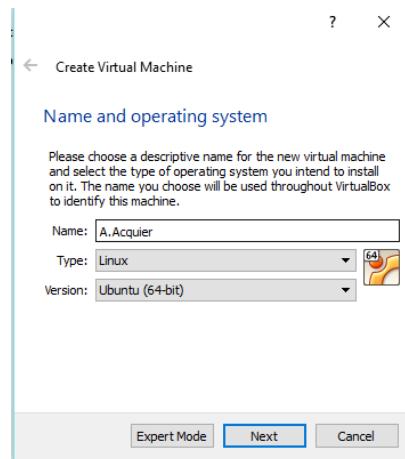 ?
Create Virtual Machine
Name and operating system
Please choose a descriptive name for the new virtual machine
and select the type of operating system you intend to install
on it. The name you choose will be used throughout VirtualBox
to identify this machine.
Name: A.Acquier
Type: Linux
64
Version: Ubuntu (64-bit)
Expert Mode Next Cancel